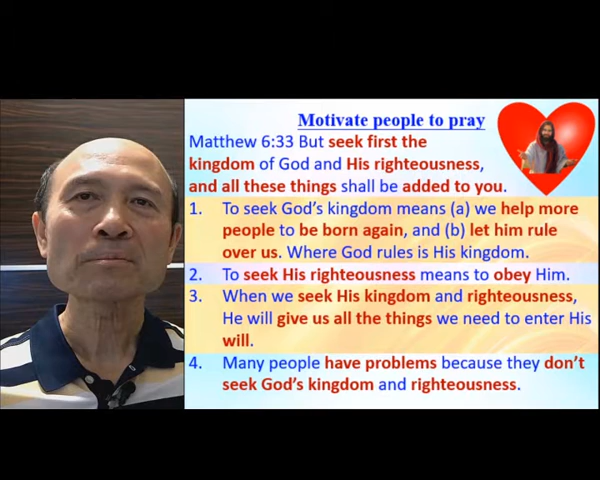 Motivate people to pray
Matthew 6:33 But seek first the
kingdom of God and His righteousness,
and all these things shall be added to you.
1. To seek God's kingdom means (a) we help more
people to be born again, and (b) let him rule
over us. Where God rules is His kingdom.
2. To seek His righteousness means to obey Him.
3. When we seek His kingdom and righteousness,
He will give us all the things we need to enter His
will.
4. Many people have problems because they don't
seek God's kingdom and righteousness.